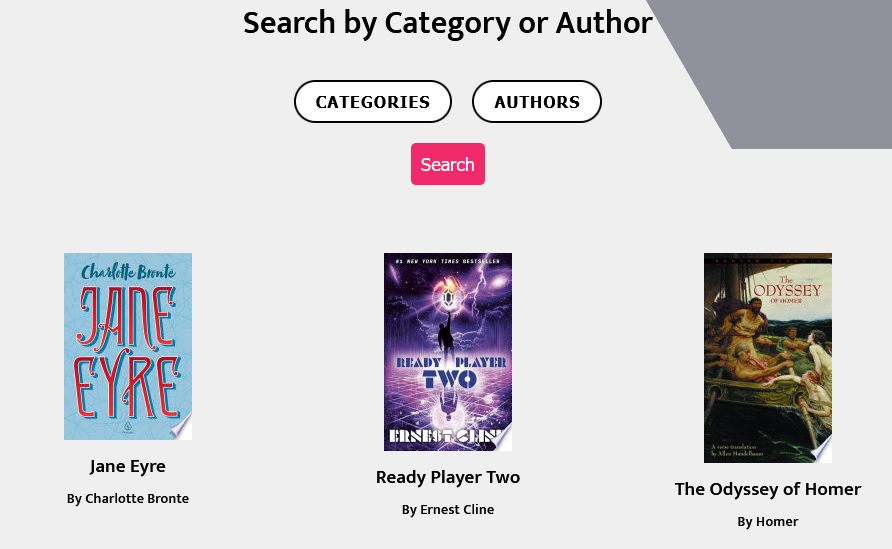 Search by Category or Author
CATEGORIES
AUTHORS
Search
Charlotte Bronte
JANE
EYRE
Jane Eyre
By Charlotte Bronte
#1 NEW YORK TIMES BESTSELLER
READY PLAYER
TWO
ERNEST CLINE
Ready Player Two
By Ernest Cline
BANTAM CLASSICS
The
ODYSSEY
OF HOMER
A verse translation
by Allen Mandelbaum
The Odyssey of Homer
By Homer